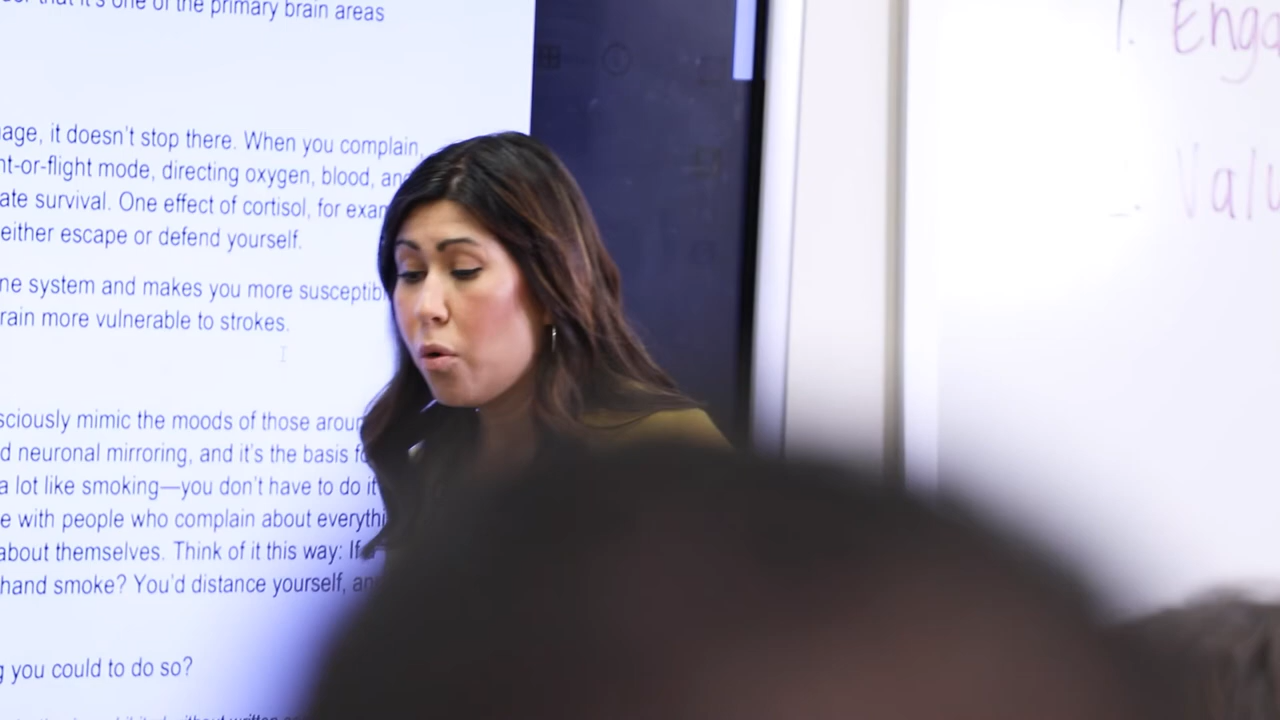 that it's one of the primary brain areas
age, it doesn't stop there. When you complain,
t-or-flight mode, directing oxygen, blood, and
ate survival. One effect of cortisol, for exam
either escape or defend yourself.
ne system and makes you more susceptib
rain more vulnerable to strokes.
sciously mimic the moods of those aroun
d neuronal mirroring, and it's the basis fo
a lot like smoking—you don't have to do it
e with people who complain about everythi
about themselves. Think of it this way: If a
hand smoke? You'd distance yourself, an
g you could to do so?
1. Enga
Valu